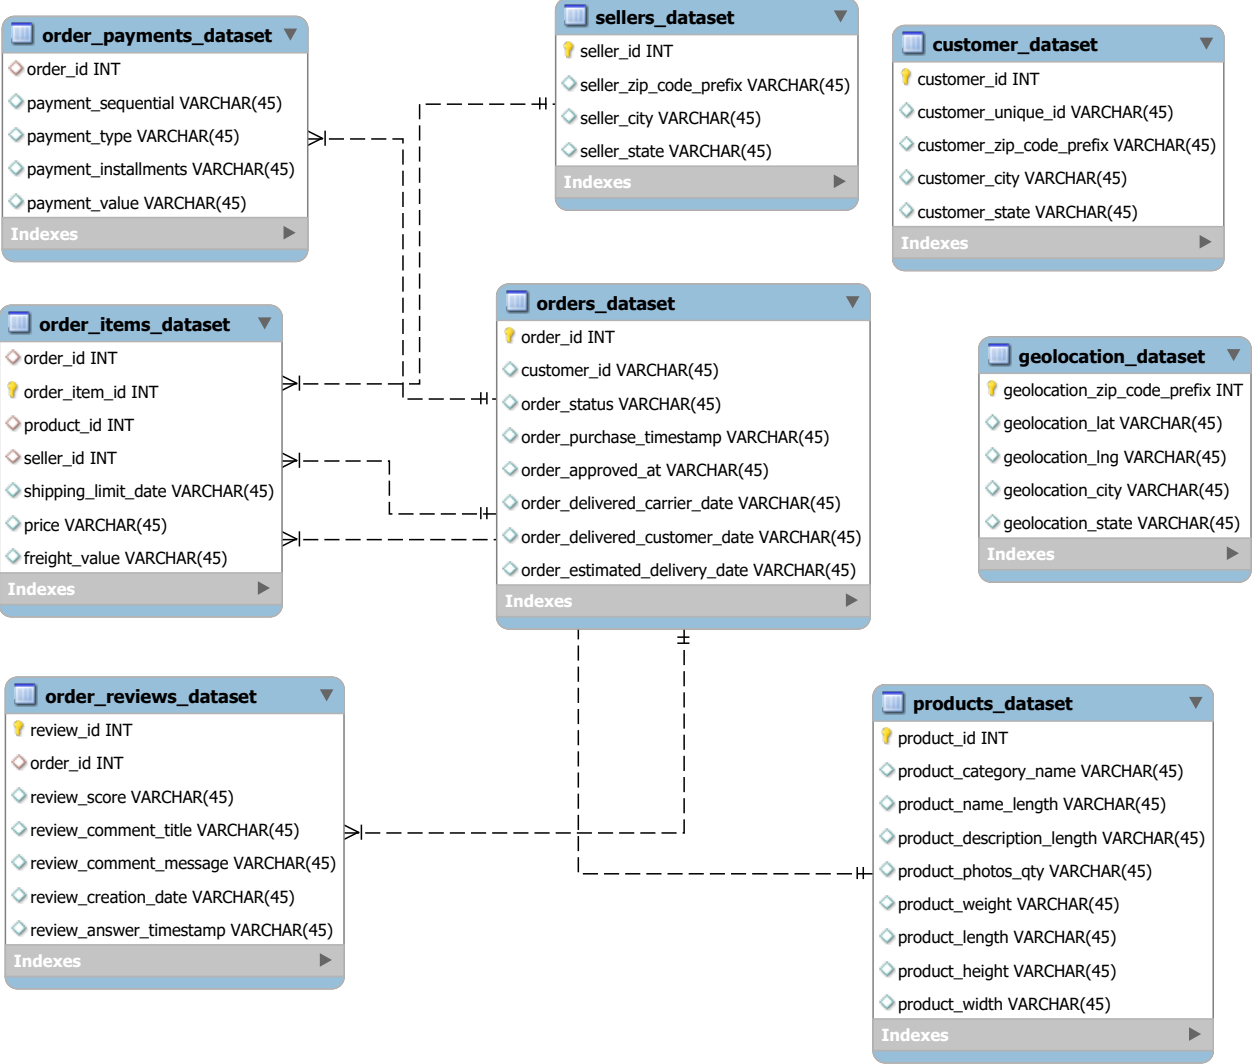 order_payments_dataset
order_id INT
payment_sequential VARCHAR(45)
payment_type VARCHAR(45)
payment_installments VARCHAR(45)
payment_value VARCHAR(45)
Indexes
sellers_dataset
seller_id INT
seller_zip_code_prefix VARCHAR(45)
seller_city VARCHAR(45)
seller_state VARCHAR(45)
Indexes
customer_dataset
customer_id INT
customer_unique_id VARCHAR(45)
customer_zip_code_prefix VARCHAR(45)
customer_city VARCHAR(45)
customer_state VARCHAR(45)
Indexes
order_items_dataset
order_id INT
order_item_id INT
product_id INT
seller_id INT
shipping_limit_date VARCHAR(45)
price VARCHAR(45)
freight_value VARCHAR(45)
Indexes
orders_dataset
order_id INT
customer_id VARCHAR(45)
order_status VARCHAR(45)
order_purchase_timestamp VARCHAR(45)
order_approved_at VARCHAR(45)
order_delivered_carrier_date VARCHAR(45)
order_delivered_customer_date VARCHAR(45)
order_estimated_delivery_date VARCHAR(45)
Indexes
geolocation_dataset
geolocation_zip_code_prefix INT
geolocation_lat VARCHAR(45)
geolocation_lng VARCHAR(45)
geolocation_city VARCHAR(45)
geolocation_state VARCHAR(45)
Indexes
order_reviews_dataset
review_id INT
order_id INT
review_score VARCHAR(45)
review_comment_title VARCHAR(45)
review_comment_message VARCHAR(45)
review_creation_date VARCHAR(45)
review_answer_timestamp VARCHAR(45)
Indexes
products_dataset
product_id INT
product_category_name VARCHAR(45)
product_name_length VARCHAR(45)
product_description_length VARCHAR(45)
product_photos_qty VARCHAR(45)
product_weight VARCHAR(45)
product_length VARCHAR(45)
product_height VARCHAR(45)
product_width VARCHAR(45)
Indexes